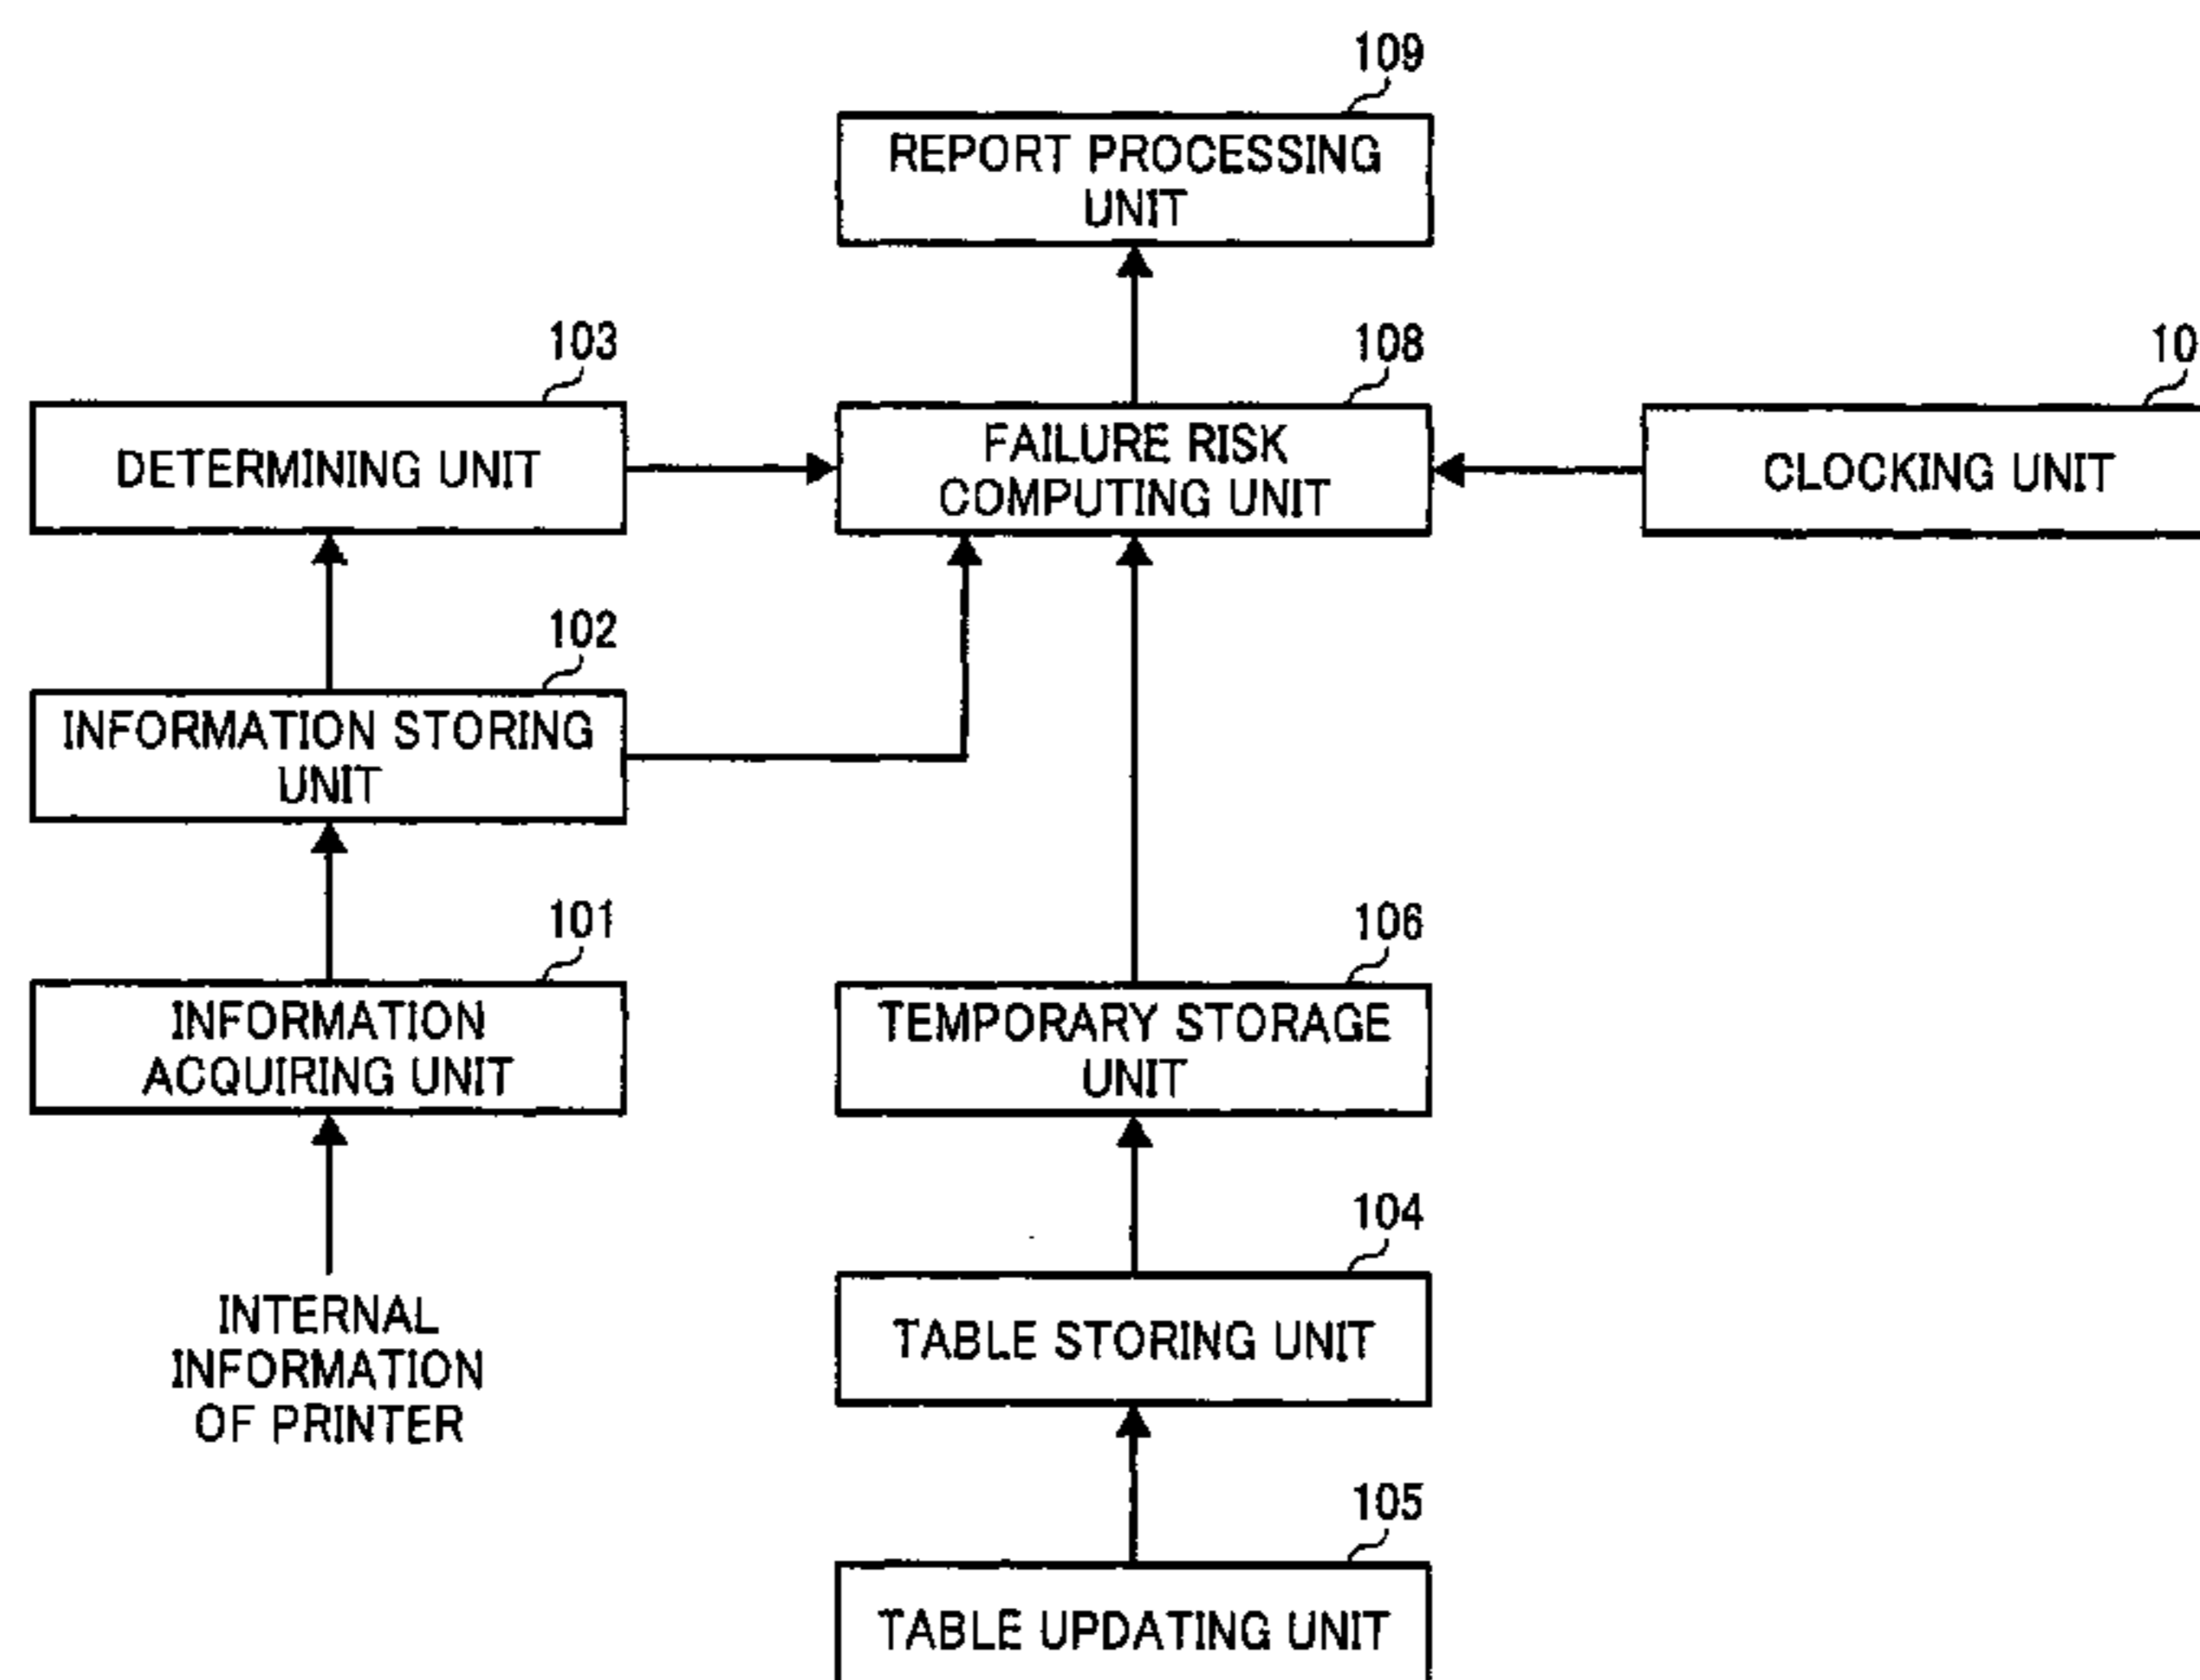 109
REPORT PROCESSING
UNIT
103
108
10
DETERMINING UNIT
FAILURE RISK
COMPUTING UNIT
CLOCKING UNIT
102
INFORMATION STORING
UNIT
101
106
INFORMATION
ACQUIRING UNIT
TEMPORARY STORAGE
UNIT
104
INTERNAL
INFORMATION
OF PRINTER
TABLE STORING UNIT
105
TABLE UPDATING UNIT